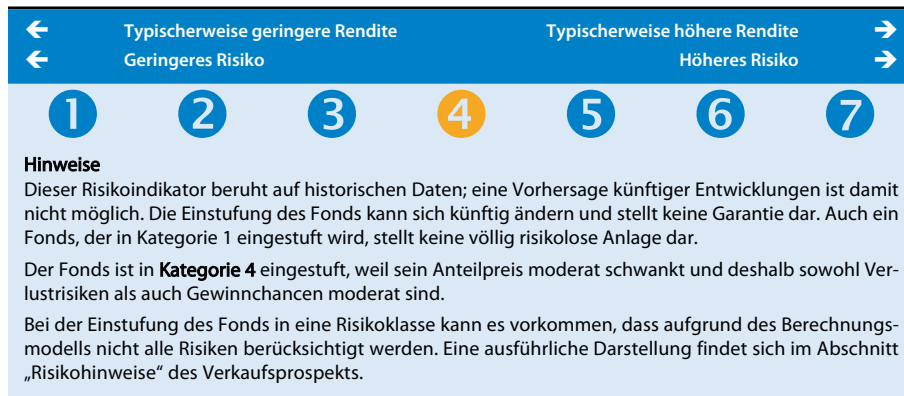 ← Typischerweise geringere Rendite Typischerweise höhere Rendite →
← Geringeres Risiko Höheres Risiko →
1 2 3 4 5 6 7
Hinweise
Dieser Risikoindikator beruht auf historischen Daten; eine Vorhersage künftiger Entwicklungen ist damit
nicht möglich. Die Einstufung des Fonds kann sich künftig ändern und stellt keine Garantie dar. Auch ein
Fonds, der in Kategorie 1 eingestuft wird, stellt keine völlig risikolose Anlage dar.
Der Fonds ist in Kategorie 4 eingestuft, weil sein Anteilpreis moderat schwankt und deshalb sowohl Ver-
lustrisiken als auch Gewinnchancen moderat sind.
Bei der Einstufung des Fonds in eine Risikoklasse kann es vorkommen, dass aufgrund des Berechnungs-
modells nicht alle Risiken berücksichtigt werden. Eine ausführliche Darstellung findet sich im Abschnitt
„Risikohinweise“ des Verkaufsprospekts.